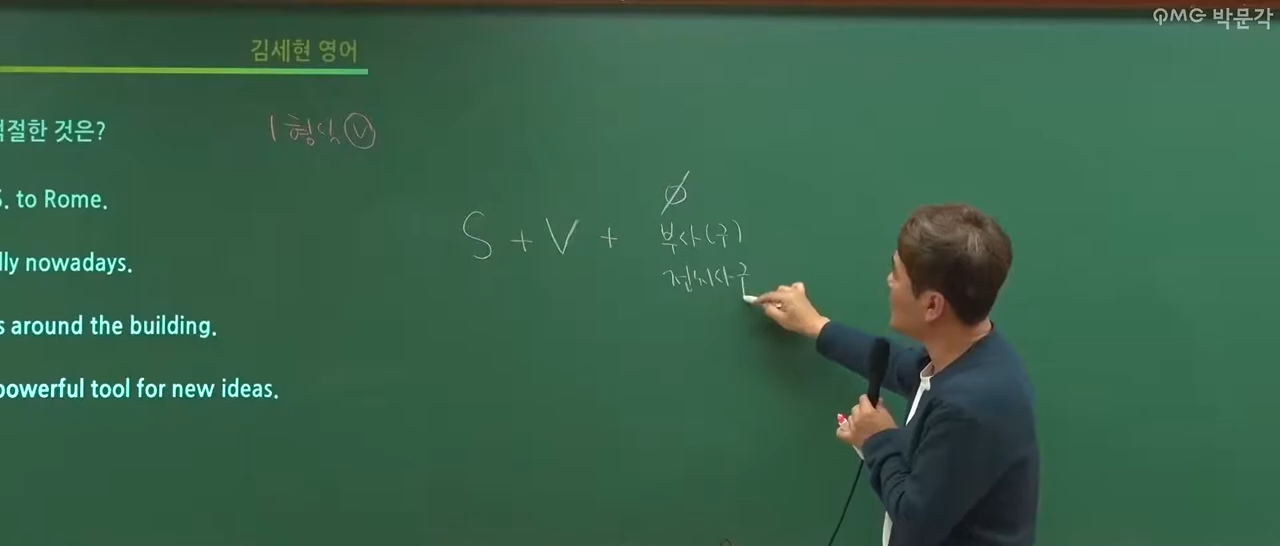 PMG 박문각
김세현 영어
적절한 것은?
1형식 Ⓥ
S. to Rome.
∅
S + V + 부사(구)
lly nowadays.
전치사구
s around the building.
powerful tool for new ideas.